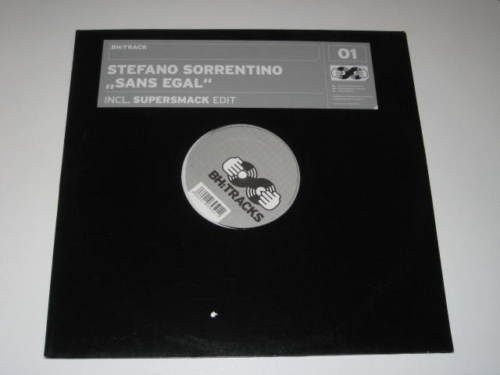 BH:TRACK
STEFANO SORRENTINO
„SANS EGAL“
INCL. SUPERSMACK EDIT
01
BH:TRACKS